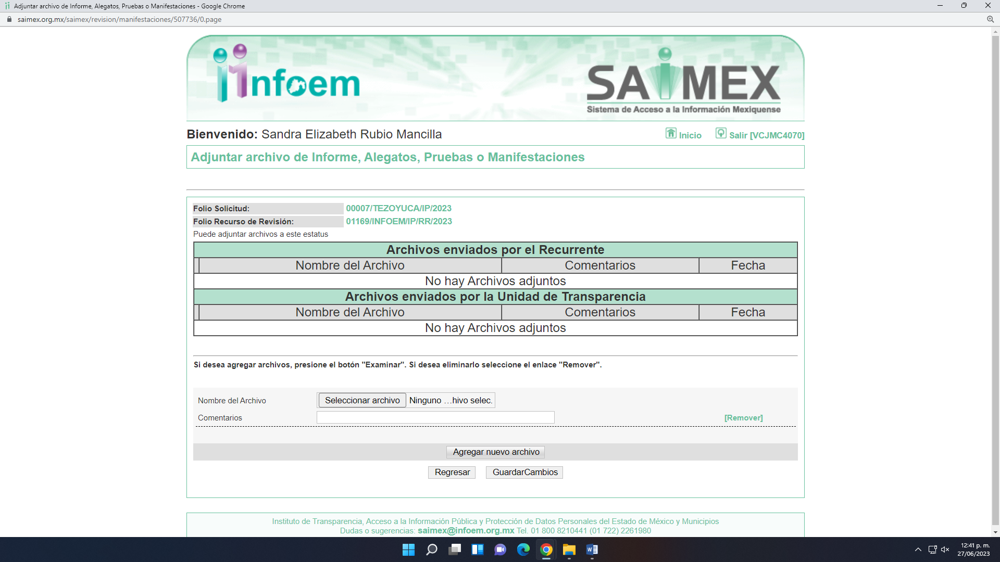 Adjuntar archivo de Informe, Alegatos, Pruebas o Manifestaciones - Google Chrome
saimex.org.mx/saimex/revision/manifestaciones/507736/0.page
infoem
SAIMEX
Sistema de Acceso a la Información Mexiquense
Bienvenido: Sandra Elizabeth Rubio Mancilla
Inicio
Salir [VCJMC4070]
Adjuntar archivo de Informe, Alegatos, Pruebas o Manifestaciones
Folio Solicitud: 00007/TEZOYUCA/IP/2023
Folio Recurso de Revisión: 01169/INFOEM/IP/RR/2023
Puede adjuntar archivos a este estatus
Archivos enviados por el Recurrente
Nombre del Archivo Comentarios Fecha
No hay Archivos adjuntos
Archivos enviados por la Unidad de Transparencia
Nombre del Archivo Comentarios Fecha
No hay Archivos adjuntos
Si desea agregar archivos, presione el botón "Examinar". Si desea eliminarlo seleccione el enlace "Remover".
Nombre del Archivo Seleccionar archivo Ninguno …hivo selec.
Comentarios [Remover]
Agregar nuevo archivo
Regresar GuardarCambios
Instituto de Transparencia, Acceso a la Información Pública y Protección de Datos Personales del Estado de México y Municipios
Dudas o sugerencias: saimex@infoem.org.mx Tel. 01 800 8210441 (01 722) 2261980
12:41 p. m.
27/06/2023